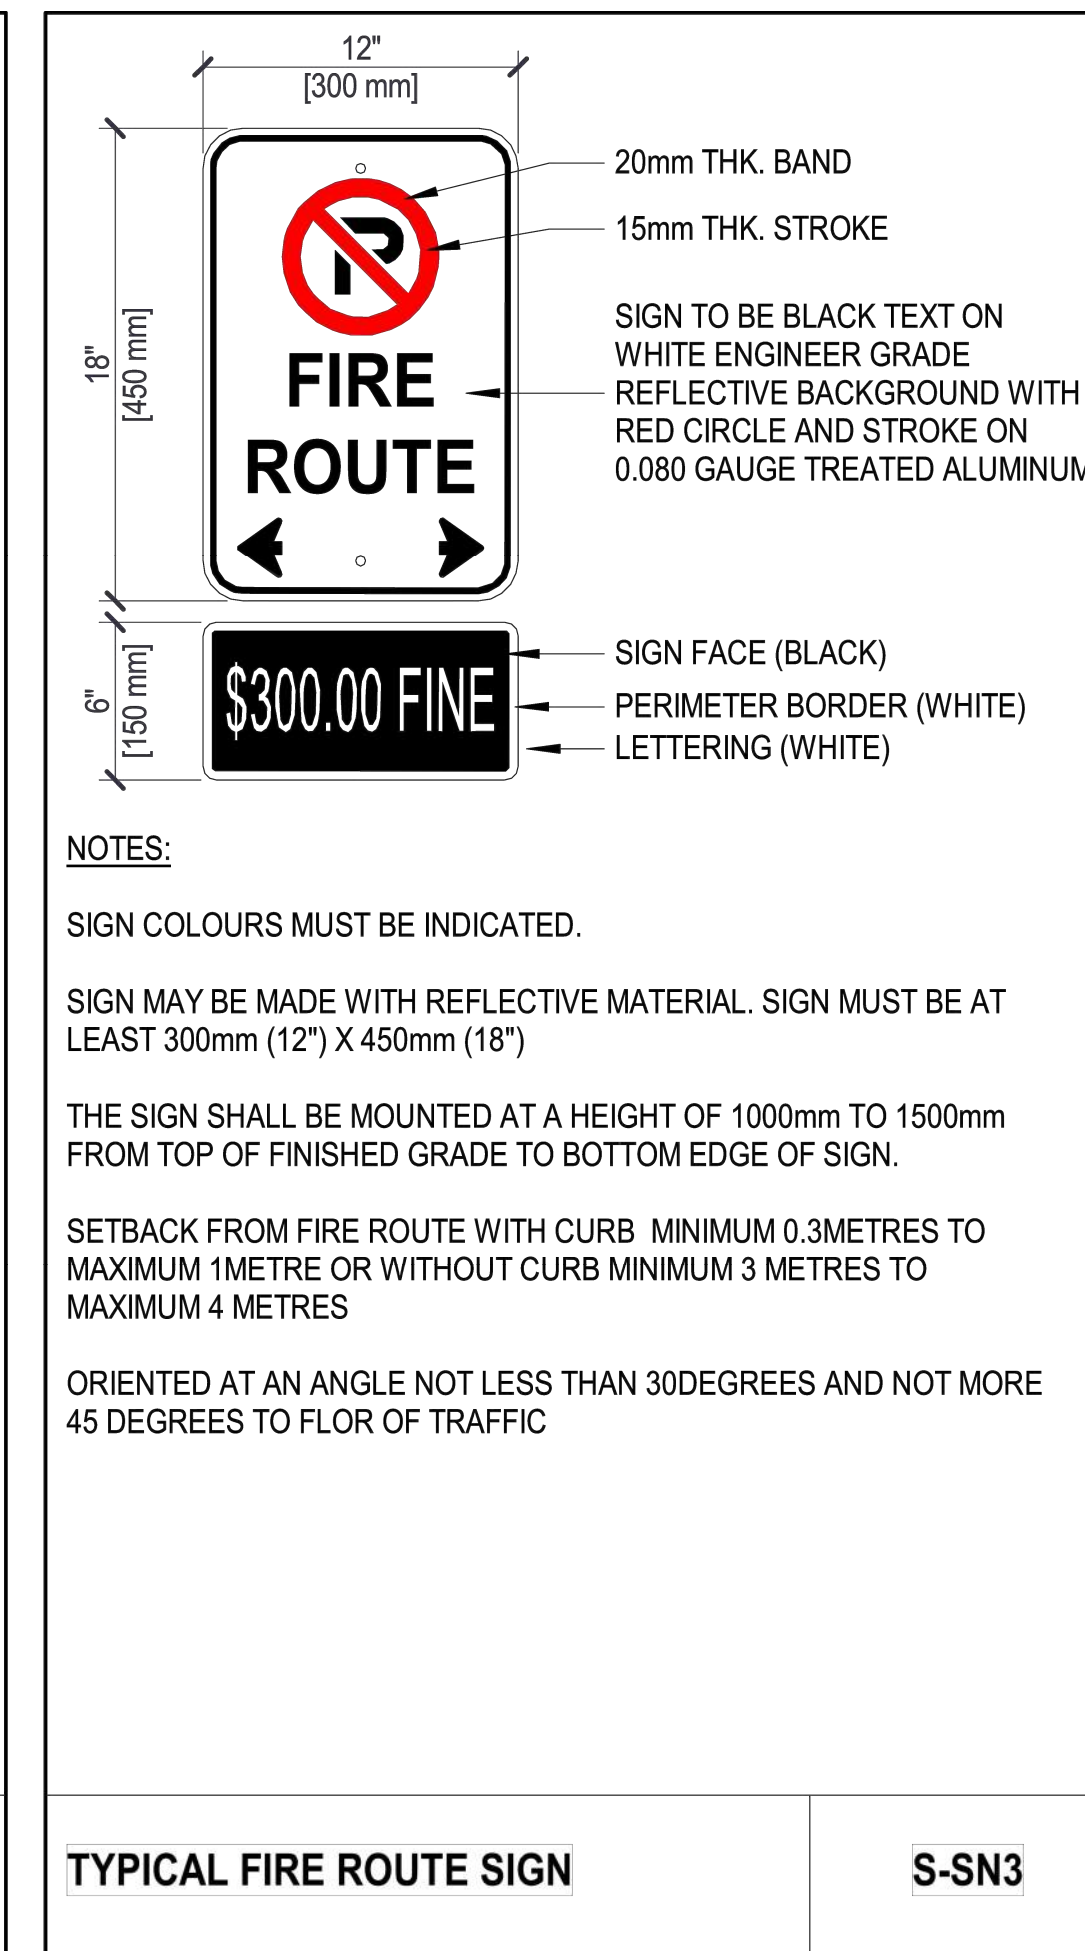 12"
[300 mm]
18"
[450 mm]
P
FIRE
ROUTE
20mm THK. BAND
15mm THK. STROKE
SIGN TO BE BLACK TEXT ON
WHITE ENGINEER GRADE
REFLECTIVE BACKGROUND WITH
RED CIRCLE AND STROKE ON
0.080 GAUGE TREATED ALUMINUM
6"
[150 mm]
$300.00 FINE
SIGN FACE (BLACK)
PERIMETER BORDER (WHITE)
LETTERING (WHITE)
NOTES:
SIGN COLOURS MUST BE INDICATED.
SIGN MAY BE MADE WITH REFLECTIVE MATERIAL. SIGN MUST BE AT
LEAST 300mm (12") X 450mm (18")
THE SIGN SHALL BE MOUNTED AT A HEIGHT OF 1000mm TO 1500mm
FROM TOP OF FINISHED GRADE TO BOTTOM EDGE OF SIGN.
SETBACK FROM FIRE ROUTE WITH CURB  MINIMUM 0.3METRES TO
MAXIMUM 1METRE OR WITHOUT CURB MINIMUM 3 METRES TO
MAXIMUM 4 METRES
ORIENTED AT AN ANGLE NOT LESS THAN 30DEGREES AND NOT MORE
45 DEGREES TO FLOR OF TRAFFIC
TYPICAL FIRE ROUTE SIGN
S-SN3